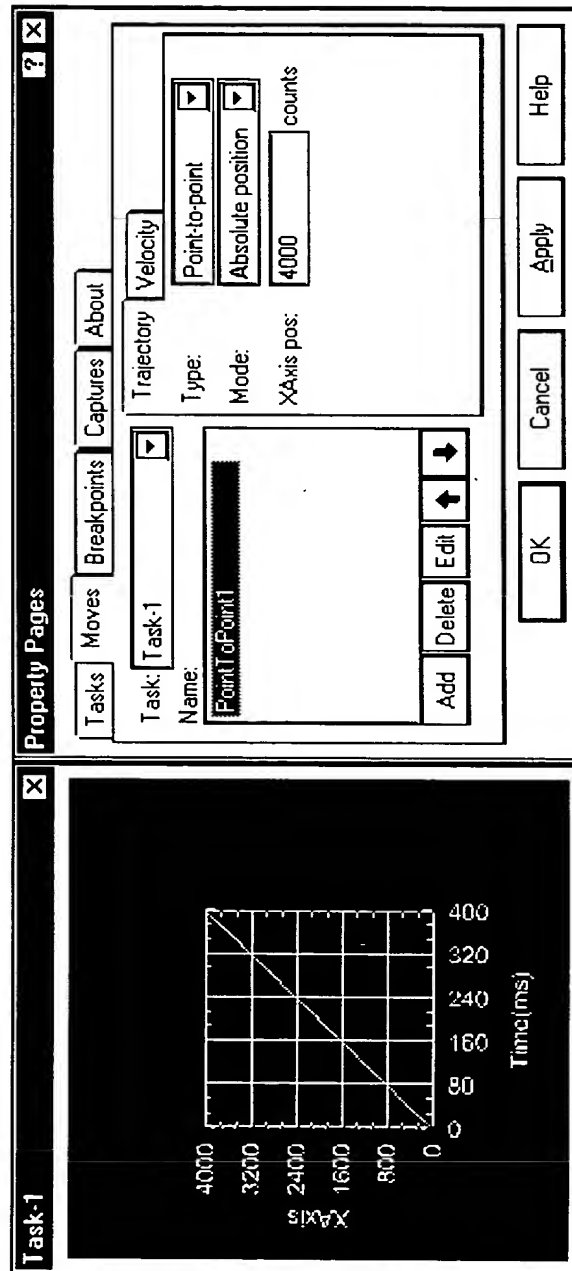 Task-1
XAxis
4000
3200
2400
1600
800
0
0 80 160 240 320 400
Time(ms)
Property Pages
Tasks Moves Breakpoints Captures About
Task: Task-1
Name:
PointToPoint1
Add Delete Edit
Trajectory Velocity
Type: Point-to-point
Mode: Absolute position
XAxis pos: 4000 counts
OK Cancel Apply Help